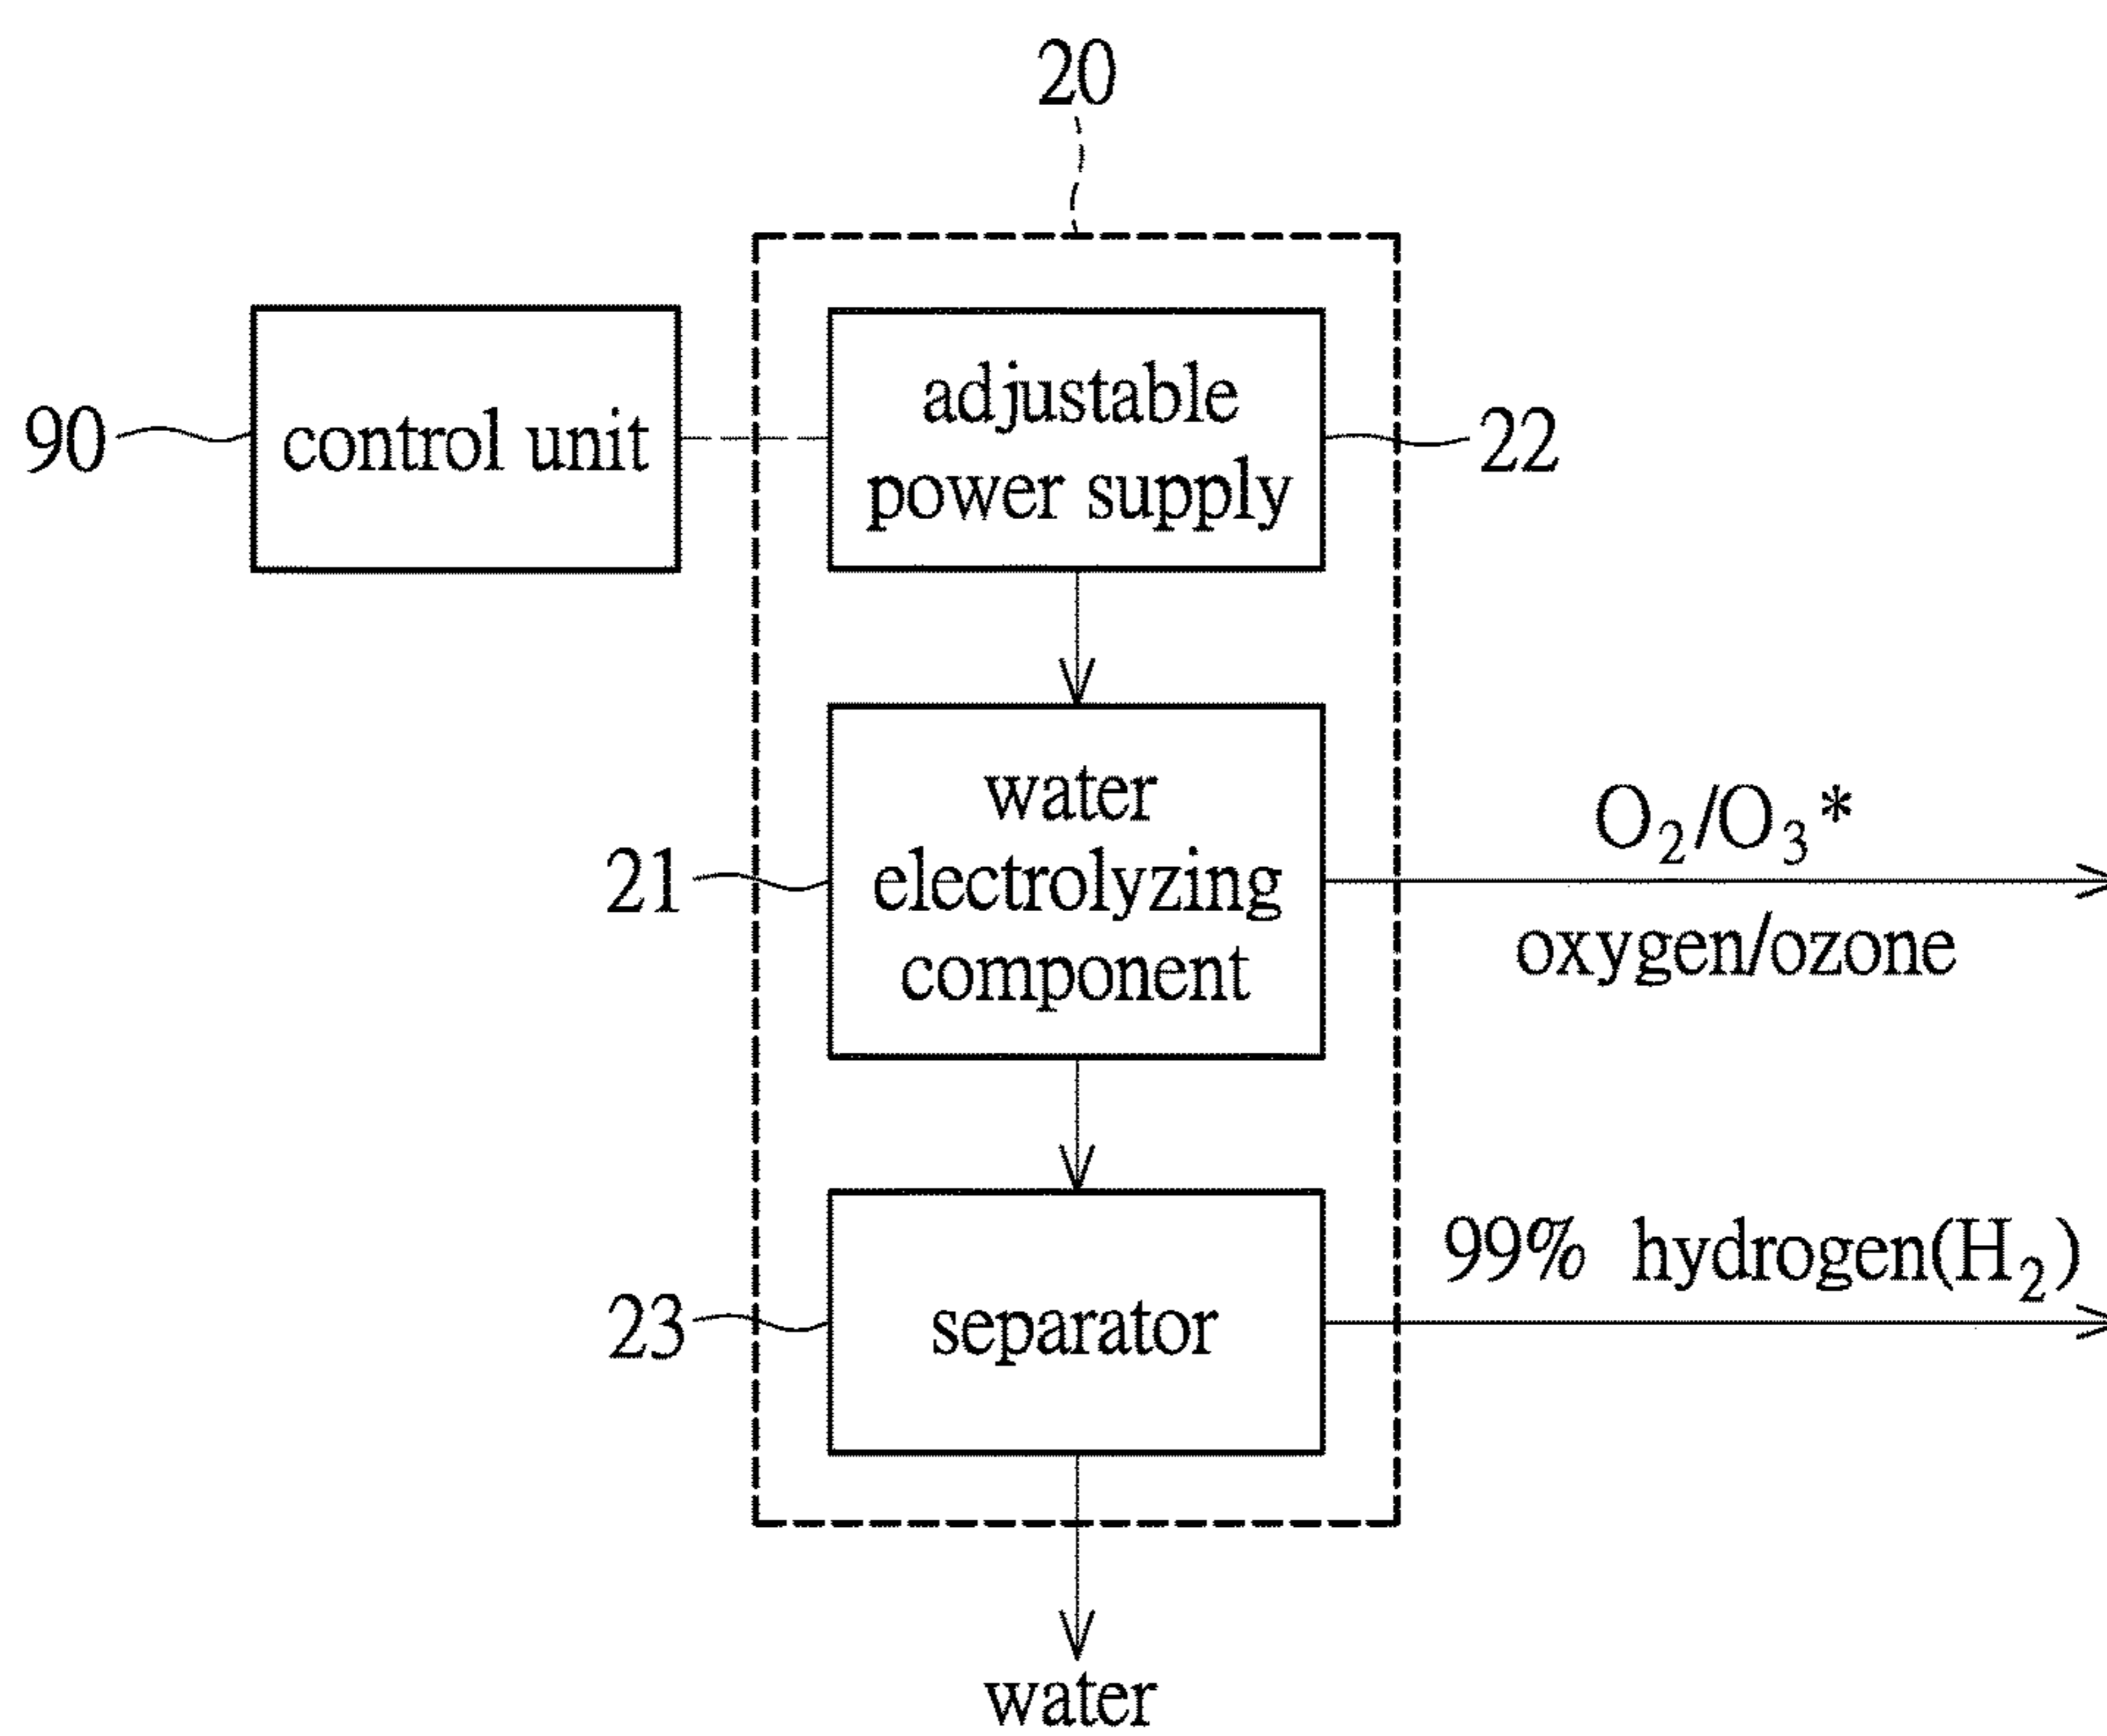 20
90
control unit
adjustable
power supply
22
21
water
electrolyzing
component
O₂/O₃*
oxygen/ozone
23
separator
99% hydrogen(H₂)
water